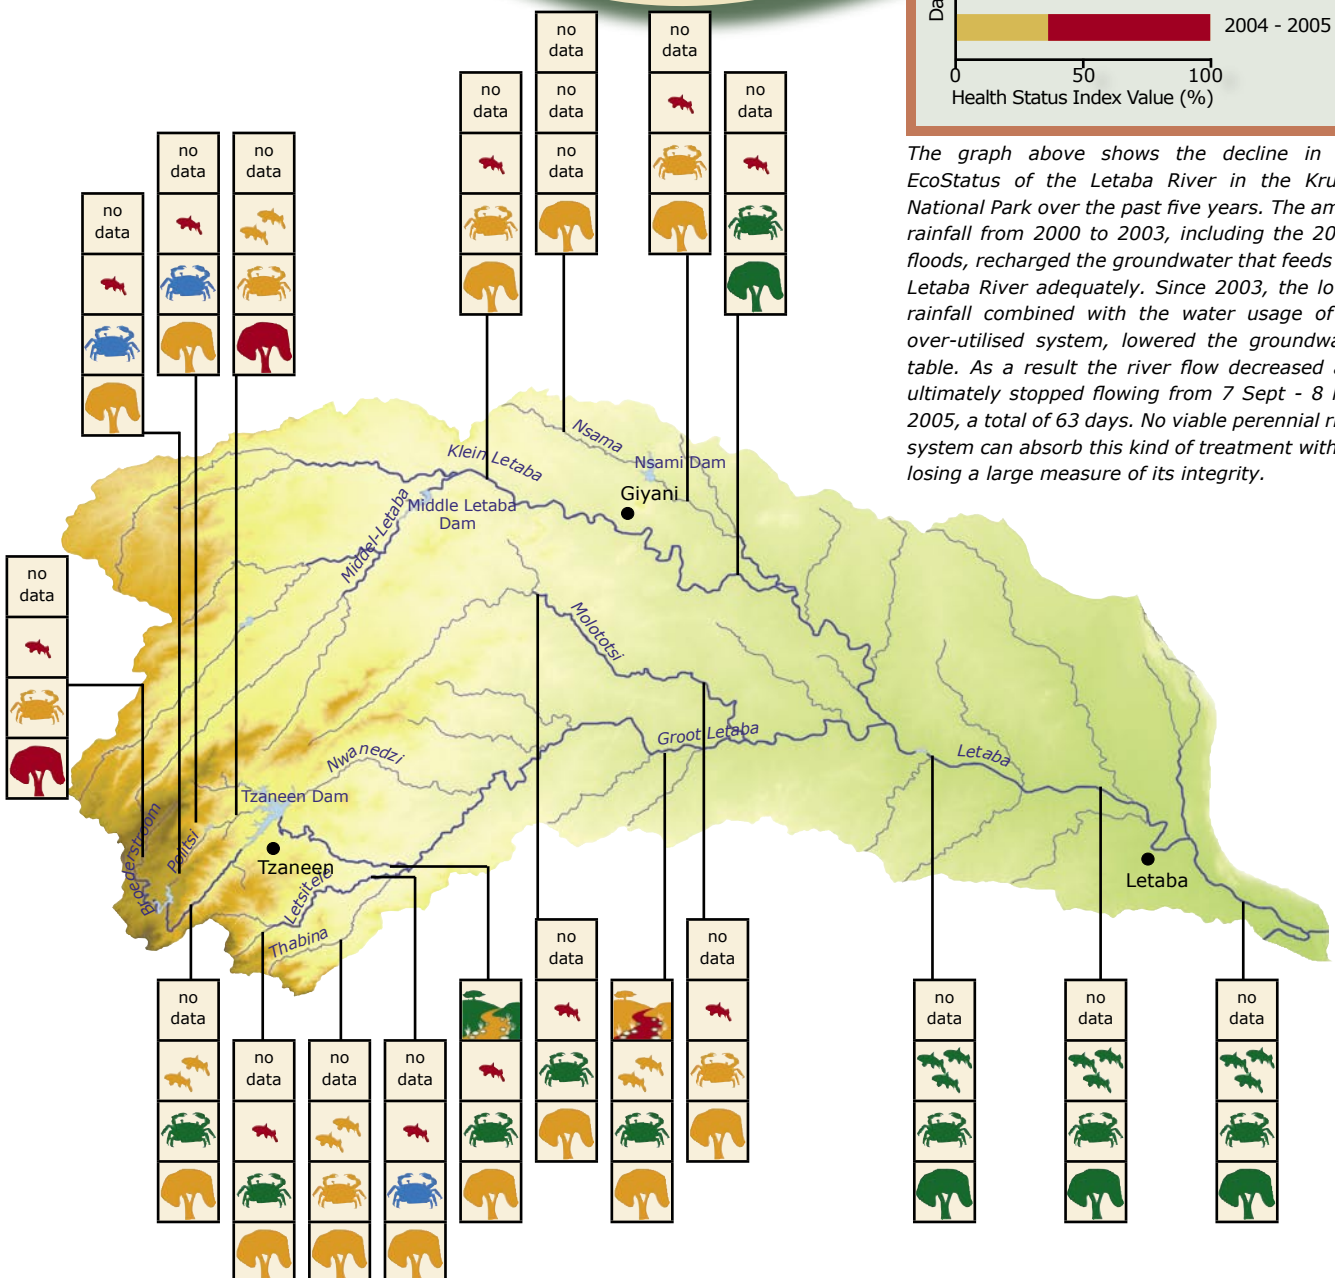 Da
2004 - 2005
0
50
100
Health Status Index Value (%)
The graph above shows the decline in
EcoStatus of the Letaba River in the Kru
National Park over the past five years. The am
rainfall from 2000 to 2003, including the 20
floods, recharged the groundwater that feeds
Letaba River adequately. Since 2003, the lo
rainfall combined with the water usage of
over-utilised system, lowered the groundwa
table. As a result the river flow decreased a
ultimately stopped flowing from 7 Sept - 8
2005, a total of 63 days. No viable perennial ri
system can absorb this kind of treatment with
losing a large measure of its integrity.
no
data
no
data
no
data
no
data
no
data
no
data
no
data
no
data
no
data
no
data
no
data
Nsama
Klein Letaba
Nsami Dam
Giyani
Middle Letaba
Dam
Middel-Letaba
Molototsi
Groot Letaba
Letaba
Nwanedzi
Tzaneen Dam
Politsi
Broederstroom
Tzaneen
Letsitele
Thabina
Letaba
no
data
no
data
no
data
no
data
no
data
no
data
no
data
no
data
no
data